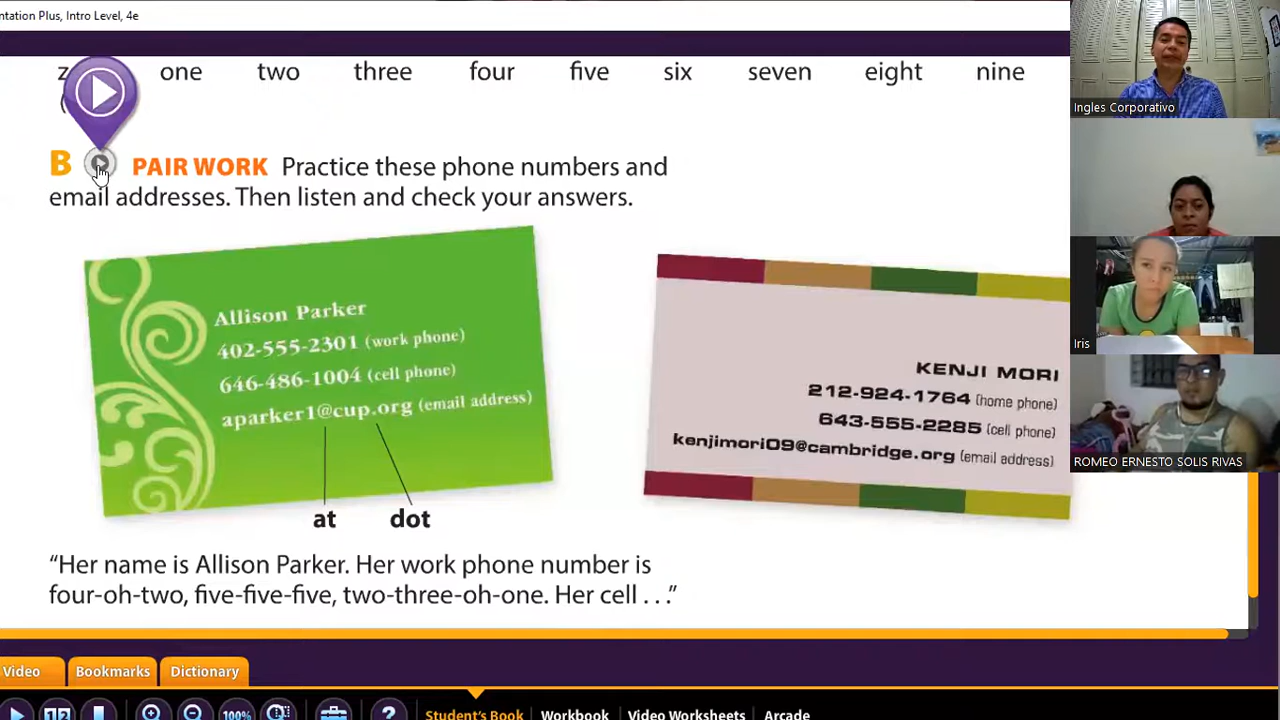 ntation Plus, Intro Level, 4e
one two three four five six seven eight nine
B PAIR WORK Practice these phone numbers and
email addresses. Then listen and check your answers.
Allison Parker
402-555-2301 (work phone)
646-486-1004 (cell phone)
aparker1@cup.org (email address)
at dot
KENJI MORI
212-924-1764 (home phone)
643-555-2285 (cell phone)
kenjimori09@cambridge.org (email address)
“Her name is Allison Parker. Her work phone number is
four-oh-two, five-five-five, two-three-oh-one. Her cell . . .”
Ingles Corporativo
Iris
ROMEO ERNESTO SOLIS RIVAS
Video Bookmarks Dictionary
1 2 100% ?
Student's Book Workbook Video Worksheets Arcade